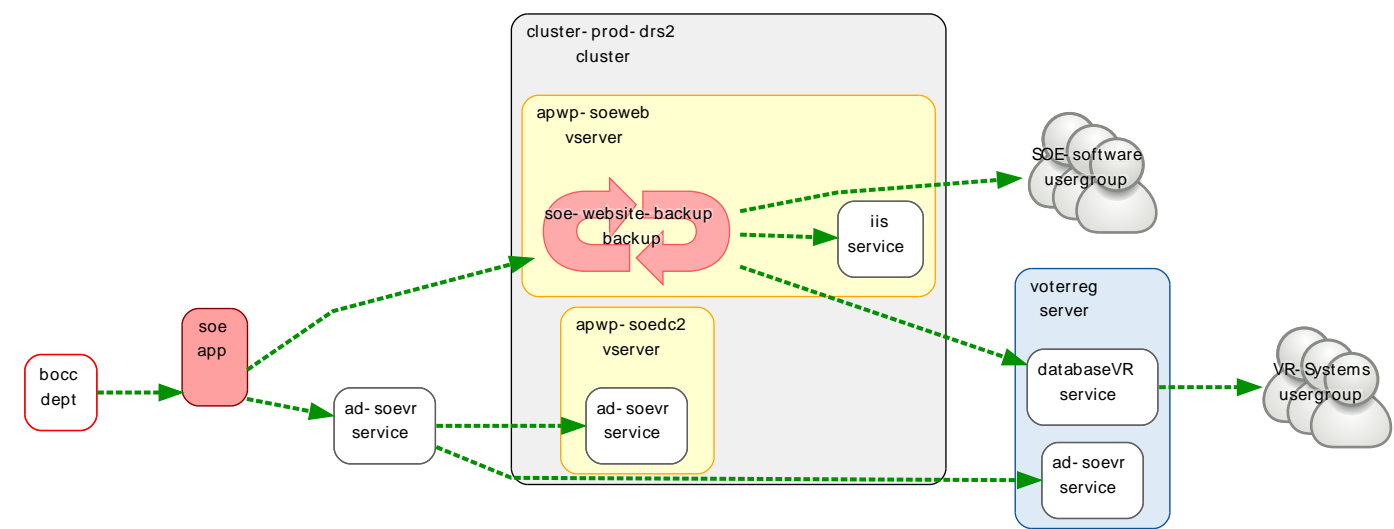 cluster-prod-drs2
cluster
apwp-soeweb
vserver
soe-website-backup
backup
iis
service
SOE-software
usergroup
voterreg
server
soe
app
apwp-soedc2
vserver
bocc
dept
databaseVR
service
VR-Systems
usergroup
ad-soevr
service
ad-soevr
service
ad-soevr
service